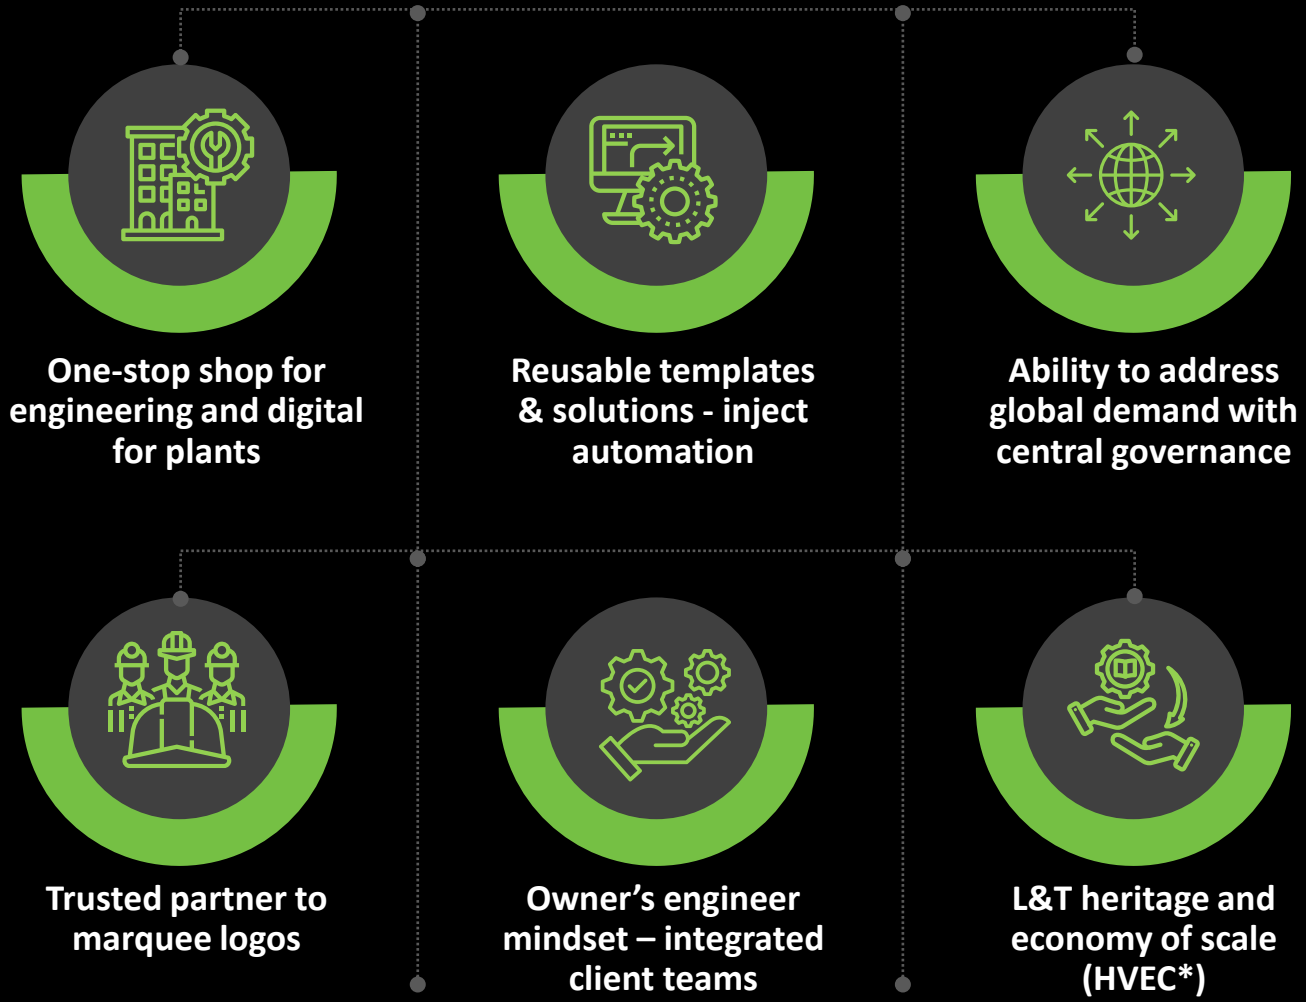 One-stop shop for
engineering and digital
for plants
Reusable templates
& solutions - inject
automation
Ability to address
global demand with
central governance
Trusted partner to
marquee logos
Owner’s engineer
mindset – integrated
client teams
L&T heritage and
economy of scale
(HVEC*)